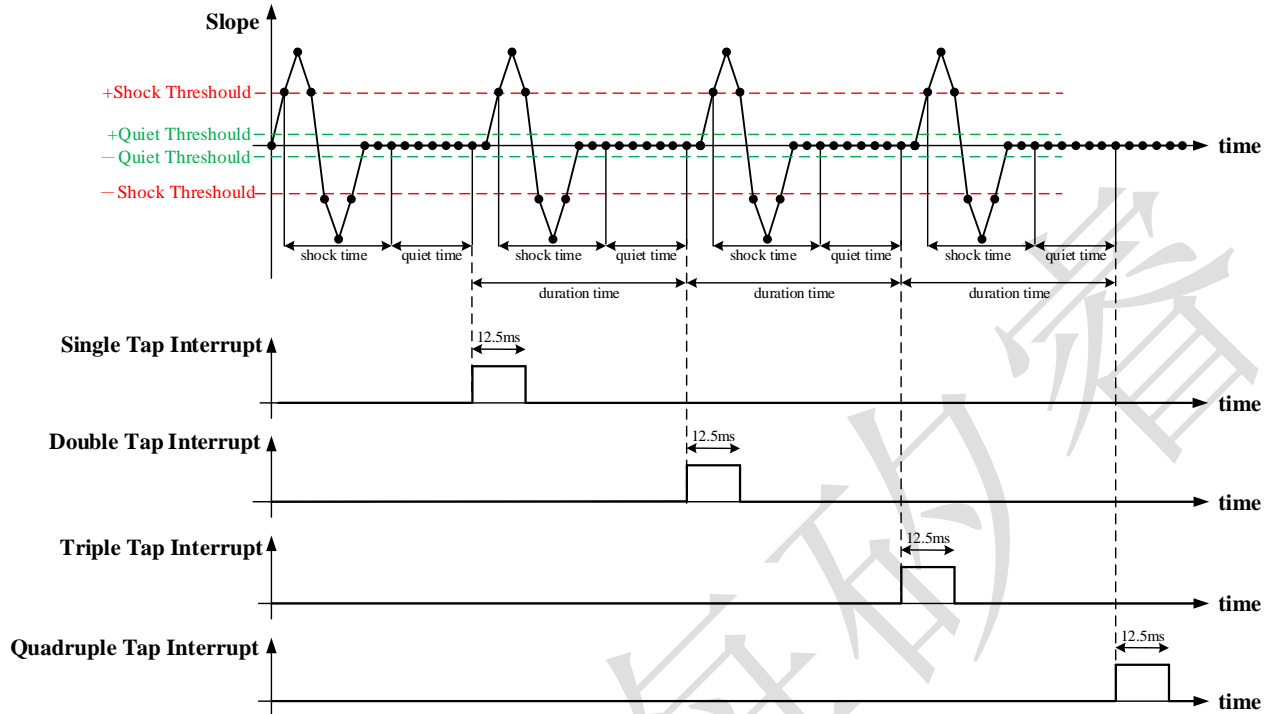 Slope
+Shock Threshould
+Quiet Threshould
—Quiet Threshould
—Shock Threshould
time
shock time
quiet time
shock time
quiet time
shock time
quiet time
shock time
quiet time
duration time
duration time
duration time
Single Tap Interrupt
12.5ms
time
Double Tap Interrupt
12.5ms
time
Triple Tap Interrupt
12.5ms
time
Quadruple Tap Interrupt
12.5ms
time
矽睿